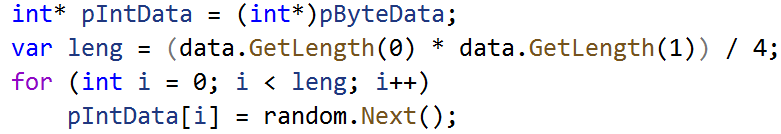 int* pIntData = (int*)pByteData;
var leng = (data.GetLength(0) * data.GetLength(1)) / 4;
for (int i = 0; i < leng; i++)
    pIntData[i] = random.Next();